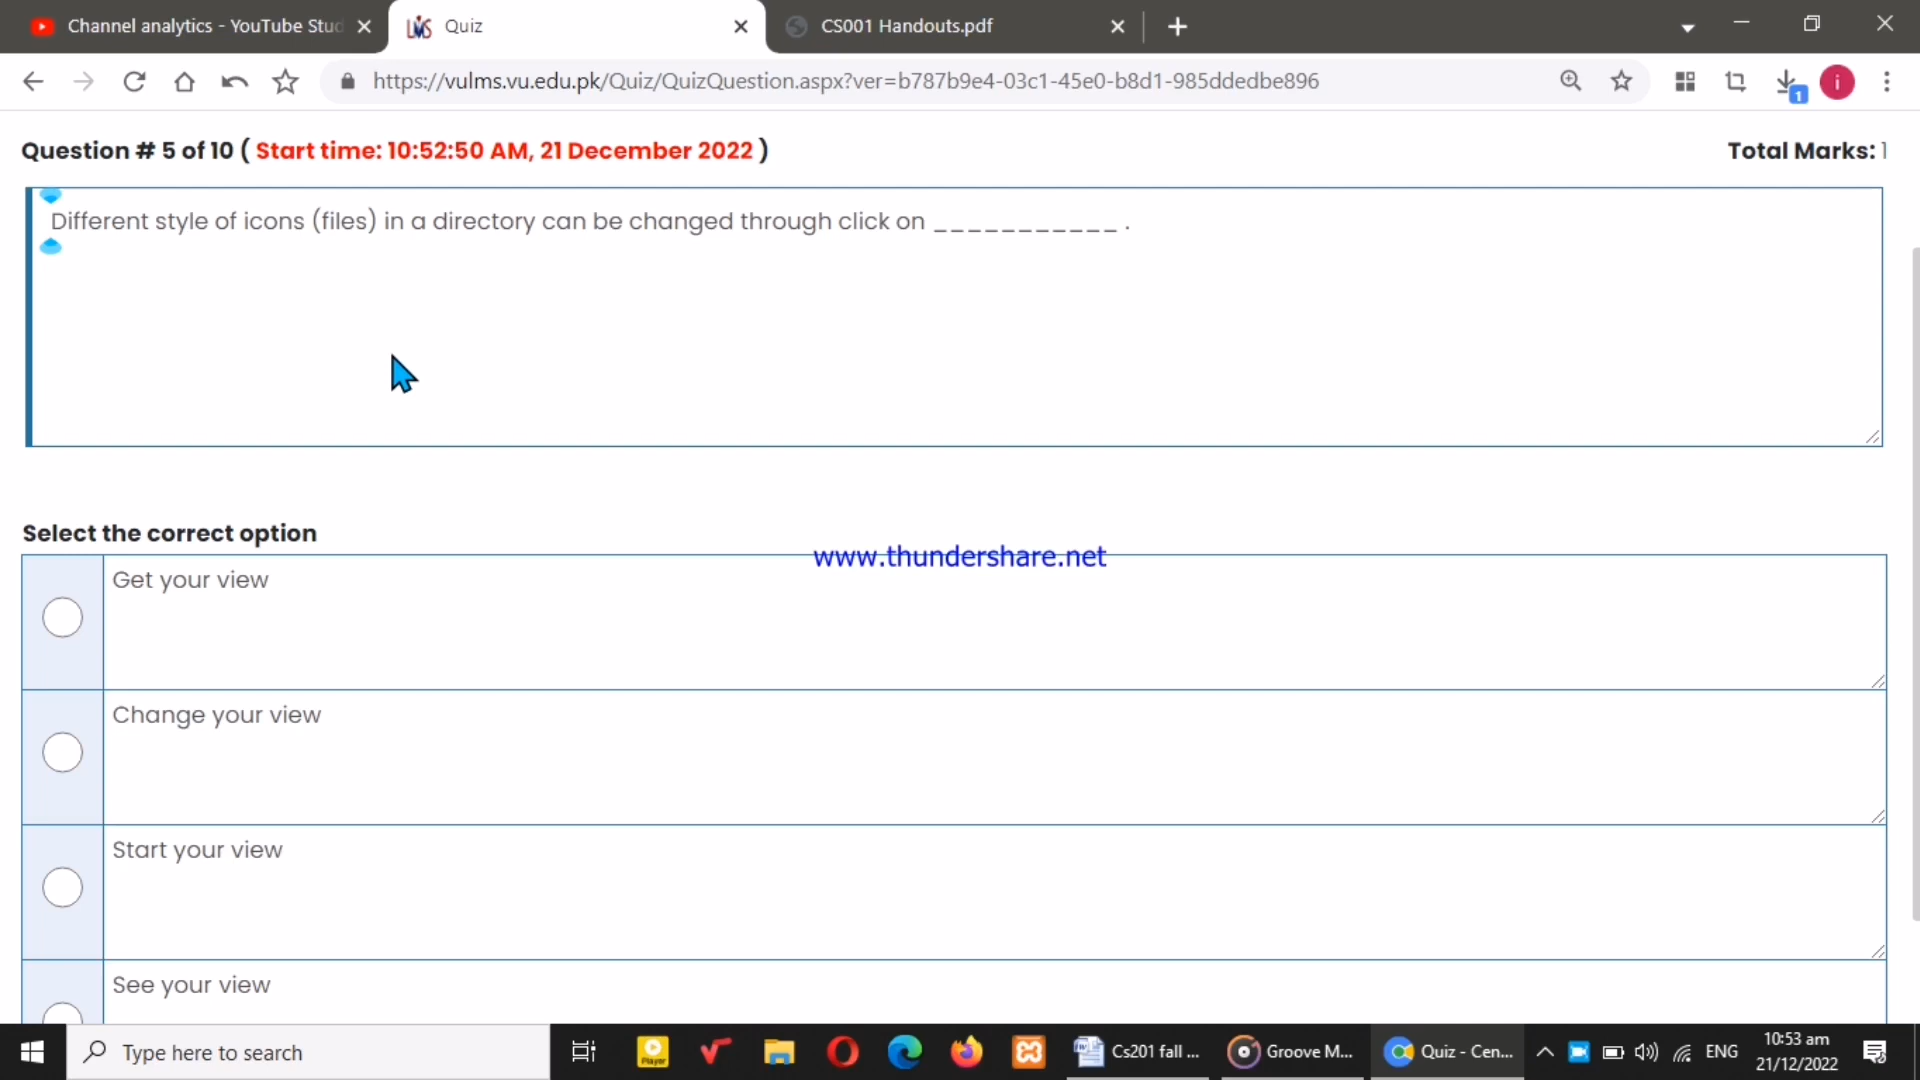 Channel analytics - YouTube Stud
Quiz
CS001 Handouts.pdf
https://vulms.vu.edu.pk/Quiz/QuizQuestion.aspx?ver=b787b9e4-03c1-45e0-b8d1-985ddedbe896
1
i
Question # 5 of 10 ( Start time: 10:52:50 AM, 21 December 2022 )
Total Marks: 1
Different style of icons (files) in a directory can be changed through click on ___________ .
Select the correct option
www.thundershare.net
Get your view
Change your view
Start your view
See your view
Type here to search
Player
Cs201 fall ...
Groove M...
Quiz - Cen...
ENG
10:53 am
21/12/2022